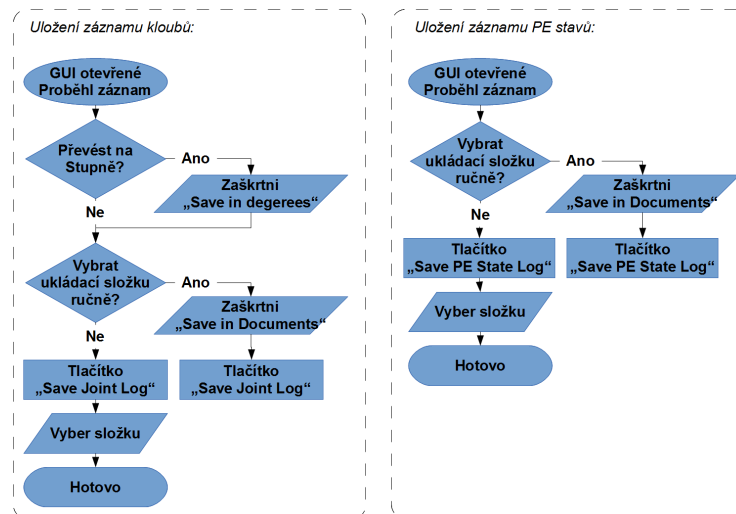 Uložení záznamu kloubů:
GUI otevřené
Proběhl záznam
Převést na
Stupně?
Ano
Zaškrtni
„Save in degerees“
Ne
Vybrat
ukládací složku
ručně?
Ano
Zaškrtni
„Save in Documents“
Ne
Tlačítko
„Save Joint Log“
Tlačítko
„Save Joint Log“
Vyber složku
Hotovo
Uložení záznamu PE stavů:
GUI otevřené
Proběhl záznam
Vybrat
ukládací složku
ručně?
Ano
Zaškrtni
„Save in Documents“
Ne
Tlačítko
„Save PE State Log“
Tlačítko
„Save PE State Log“
Vyber složku
Hotovo